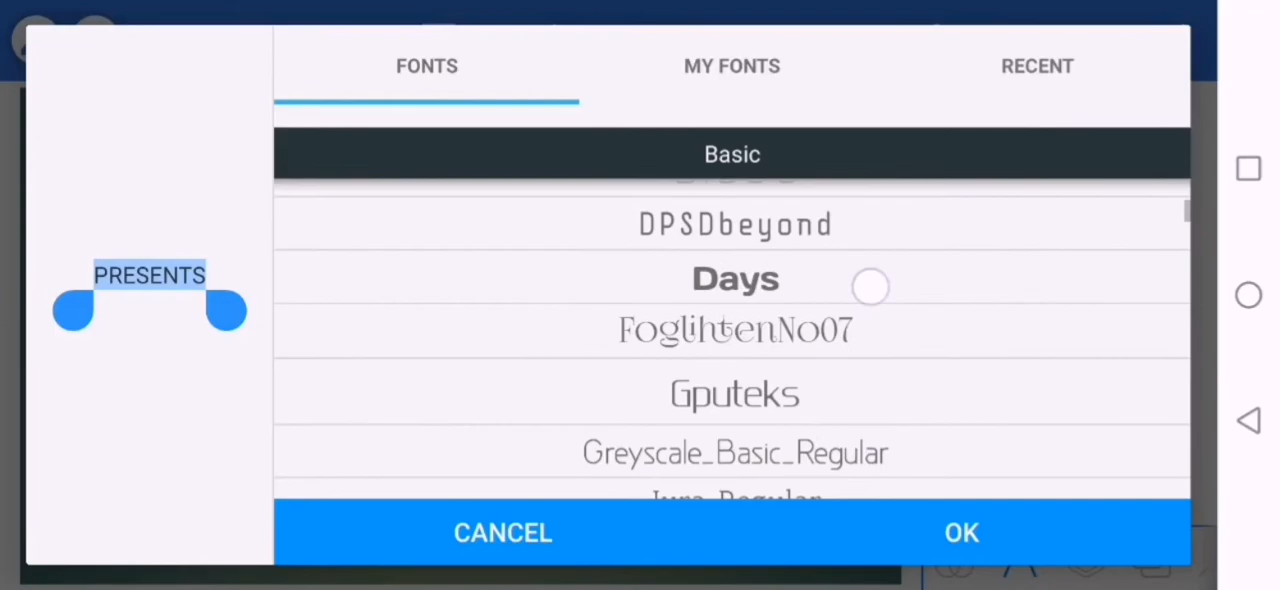 FONTS MY FONTS RECENT
Basic
DPSDbeyond
Days
PRESENTS
FoglihtenNo07
Gputeks
Greyscale_Basic_Regular
CANCEL OK